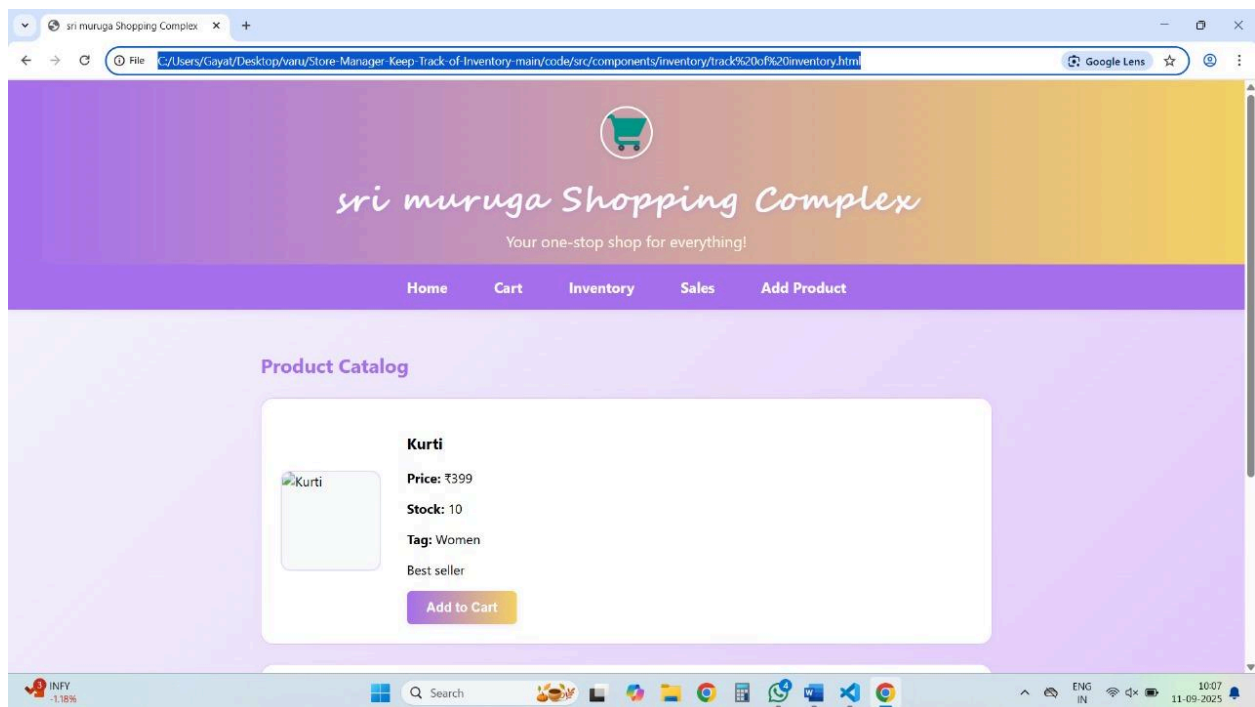 sri muruga Shopping Complex
File
C:/Users/Gayat/Desktop/varu/Store-Manager-Keep-Track-of-Inventory-main/code/src/components/inventory/track%20of%20inventory.html
Google Lens
sri muruga Shopping Complex
Your one-stop shop for everything!
Home Cart Inventory Sales Add Product
Product Catalog
Kurti
Kurti
Price: ₹399
Stock: 10
Tag: Women
Best seller
Add to Cart
3
INFY
-1.18%
Search
4
ENG
IN
10:07
11-09-2025